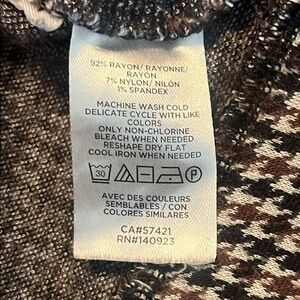 92% RAYON/ RAYONNE/
RAYON
7% NYLON/ NILÓN
1% SPANDEX
MACHINE WASH COLD
DELICATE CYCLE WITH LIKE
COLORS
ONLY NON-CHLORINE
BLEACH WHEN NEEDED
RESHAPE DRY FLAT
COOL IRON WHEN NEEDED
30 P
AVEC DES COULEURS
SEMBLABLES / CON
COLORES SIMILARES
CA#57421
RN#140923